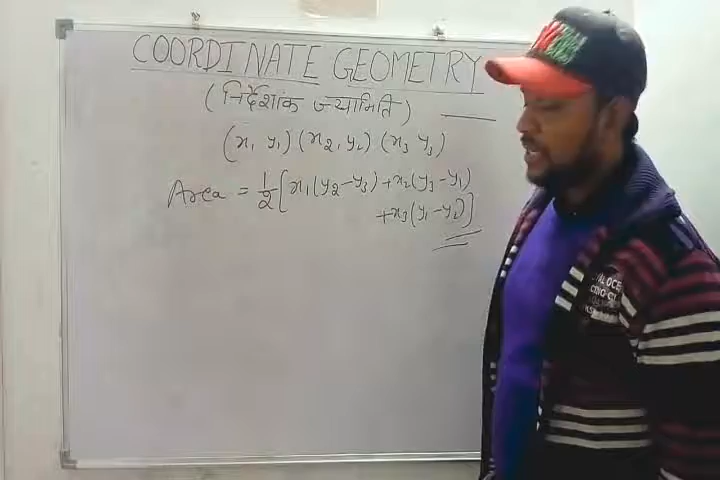 COORDINATE GEOMETRY
(निर्देशांक ज्यामिति)
(x, y₁) (x₂, y₂) (x₃ y₃)
Area = 1/2 [x₁(y₂-y₃)+x₂(y₃-y₁)
+x₃(y₁-y₂)]